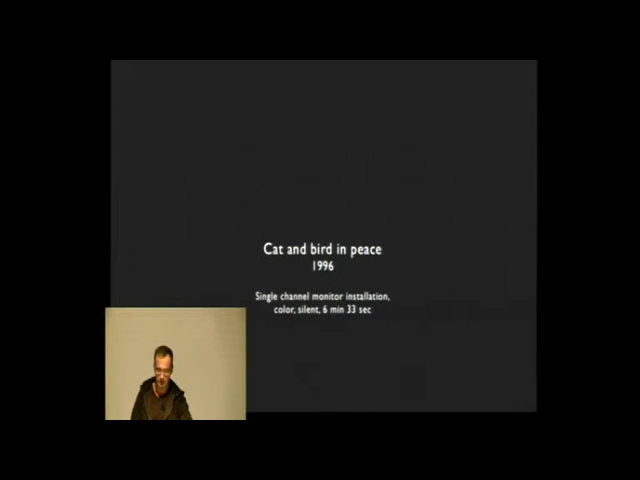 Cat and bird in peace
1996
Single channel monitor installation,
color, silent, 6 min 33 sec